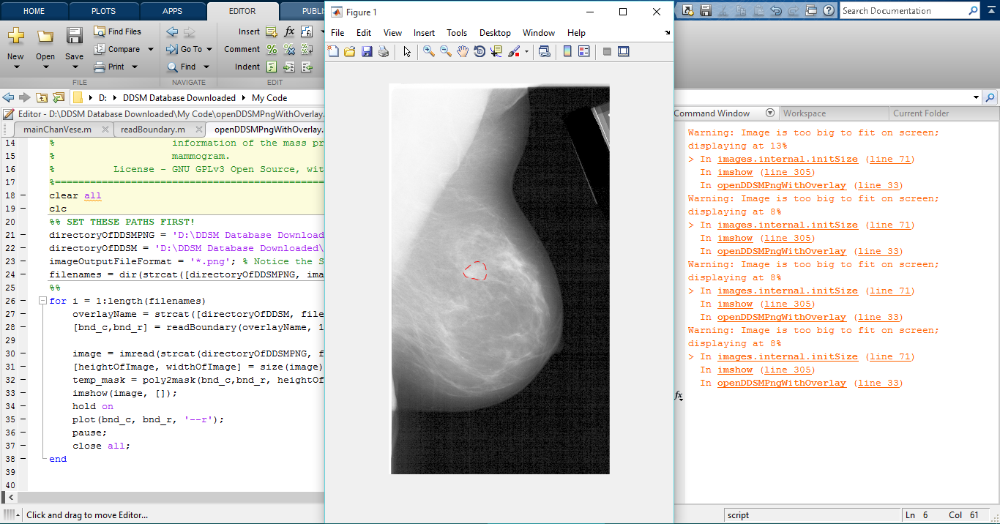 HOME PLOTS APPS EDITOR PUBLIS
Figure 1
Search Documentation
File Edit View Insert Tools Desktop Window Help
New Open Save
Find Files
Compare
Print
Go To
Find
Insert fx
Comment
Indent
FILE NAVIGATE EDIT
D: DDSM Database Downloaded My Code
Editor - D:\DDSM Database Downloaded\My Code\openDDSMPngWithOverlay.
mainChanVese.m readBoundary.m openDDSMPngWithOverlay.
14 % information of the mass pr
15 % mammogram.
16 % License - GNU GPLv3 Open Source, wit
17 %==============================================
18 clear all
19 clc
20 %% SET THESE PATHS FIRST!
21 directoryOfDDSMPNG = 'D:\DDSM Database Downloade
22 directoryOfDDSM = 'D:\DDSM Database Downloaded\
23 imageOutputFileFormat = '*.png'; % Notice the S
24 filenames = dir(strcat([directoryOfDDSMPNG, ima
25 %%
26 for i = 1:length(filenames)
27 overlayName = strcat([directoryOfDDSM, file
28 [bnd_c,bnd_r] = readBoundary(overlayName, 1
29
30 image = imread(strcat(directoryOfDDSMPNG, f
31 [heightOfImage, widthOfImage] = size(image)
32 temp_mask = poly2mask(bnd_c,bnd_r, heightOf
33 imshow(image, []);
34 hold on
35 plot(bnd_c, bnd_r, '--r');
36 pause;
37 close all;
38 end
39
40
Command Window Workspace Current Folder
Warning: Image is too big to fit on screen;
displaying at 13%
> In images.internal.initSize (line 71)
In imshow (line 305)
In openDDSMPngWithOverlay (line 33)
Warning: Image is too big to fit on screen;
displaying at 8%
> In images.internal.initSize (line 71)
In imshow (line 305)
In openDDSMPngWithOverlay (line 33)
Warning: Image is too big to fit on screen;
displaying at 8%
> In images.internal.initSize (line 71)
In imshow (line 305)
In openDDSMPngWithOverlay (line 33)
Warning: Image is too big to fit on screen;
displaying at 8%
> In images.internal.initSize (line 71)
In imshow (line 305)
In openDDSMPngWithOverlay (line 33)
fx
Click and drag to move Editor...
script Ln 6 Col 61